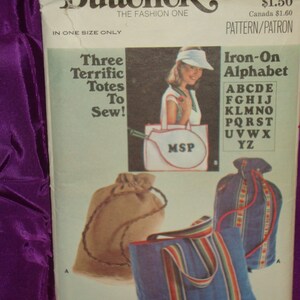 Butterick
THE FASHION ONE
$1.50
Canada $1.60
PATTERN/PATRON
IN ONE SIZE ONLY
Three
Terrific
Totes
To
Sew!
Iron-On
Alphabet
ABCDE
FGHIJ
KLMNO
PQRST
UVWX
YZ
MSP
A